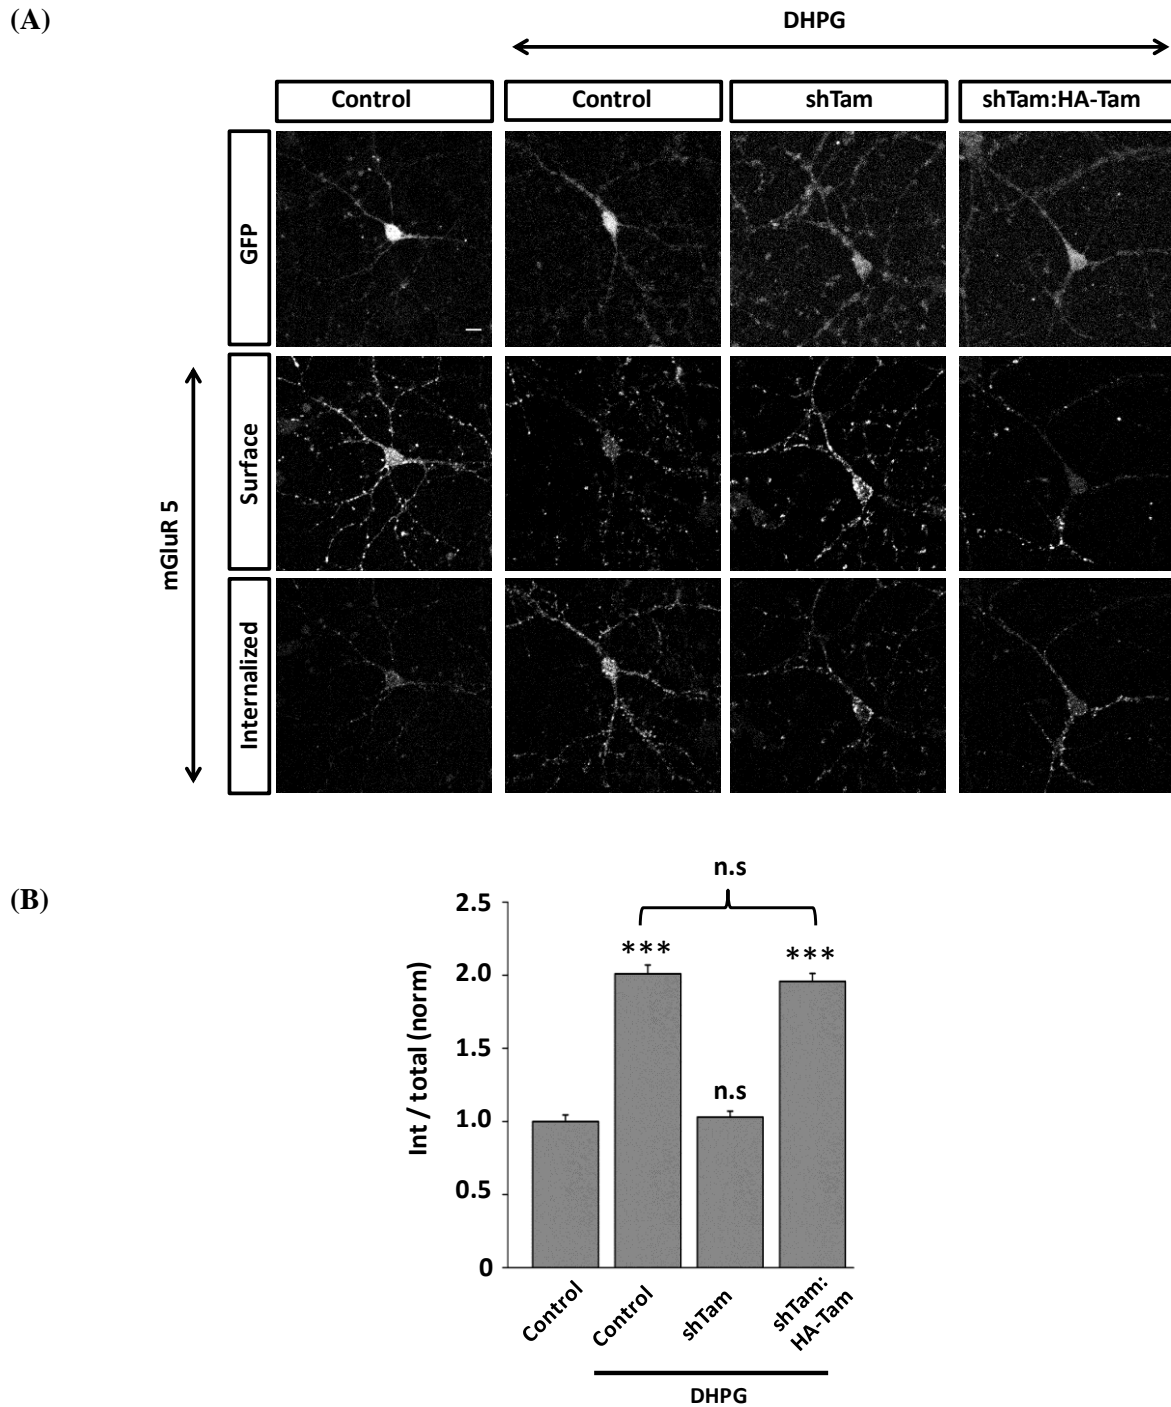 (A)
DHPG
Control
Control
shTam
shTam:HA-Tam
GFP
mGluR 5
Surface
Internalized
(B)
n.s
2.5
2.0
1.5
1.0
0.5
0
Int / total (norm)
***
n.s
***
Control
Control
shTam
shTam:
HA-Tam
DHPG